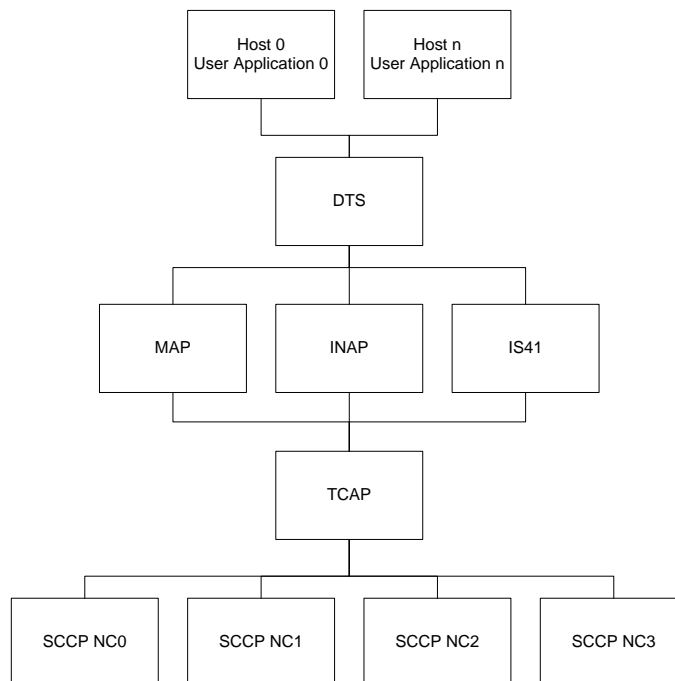 Host 0
User Application 0
Host n
User Application n
DTS
MAP
INAP
IS41
TCAP
SCCP NC0
SCCP NC1
SCCP NC2
SCCP NC3